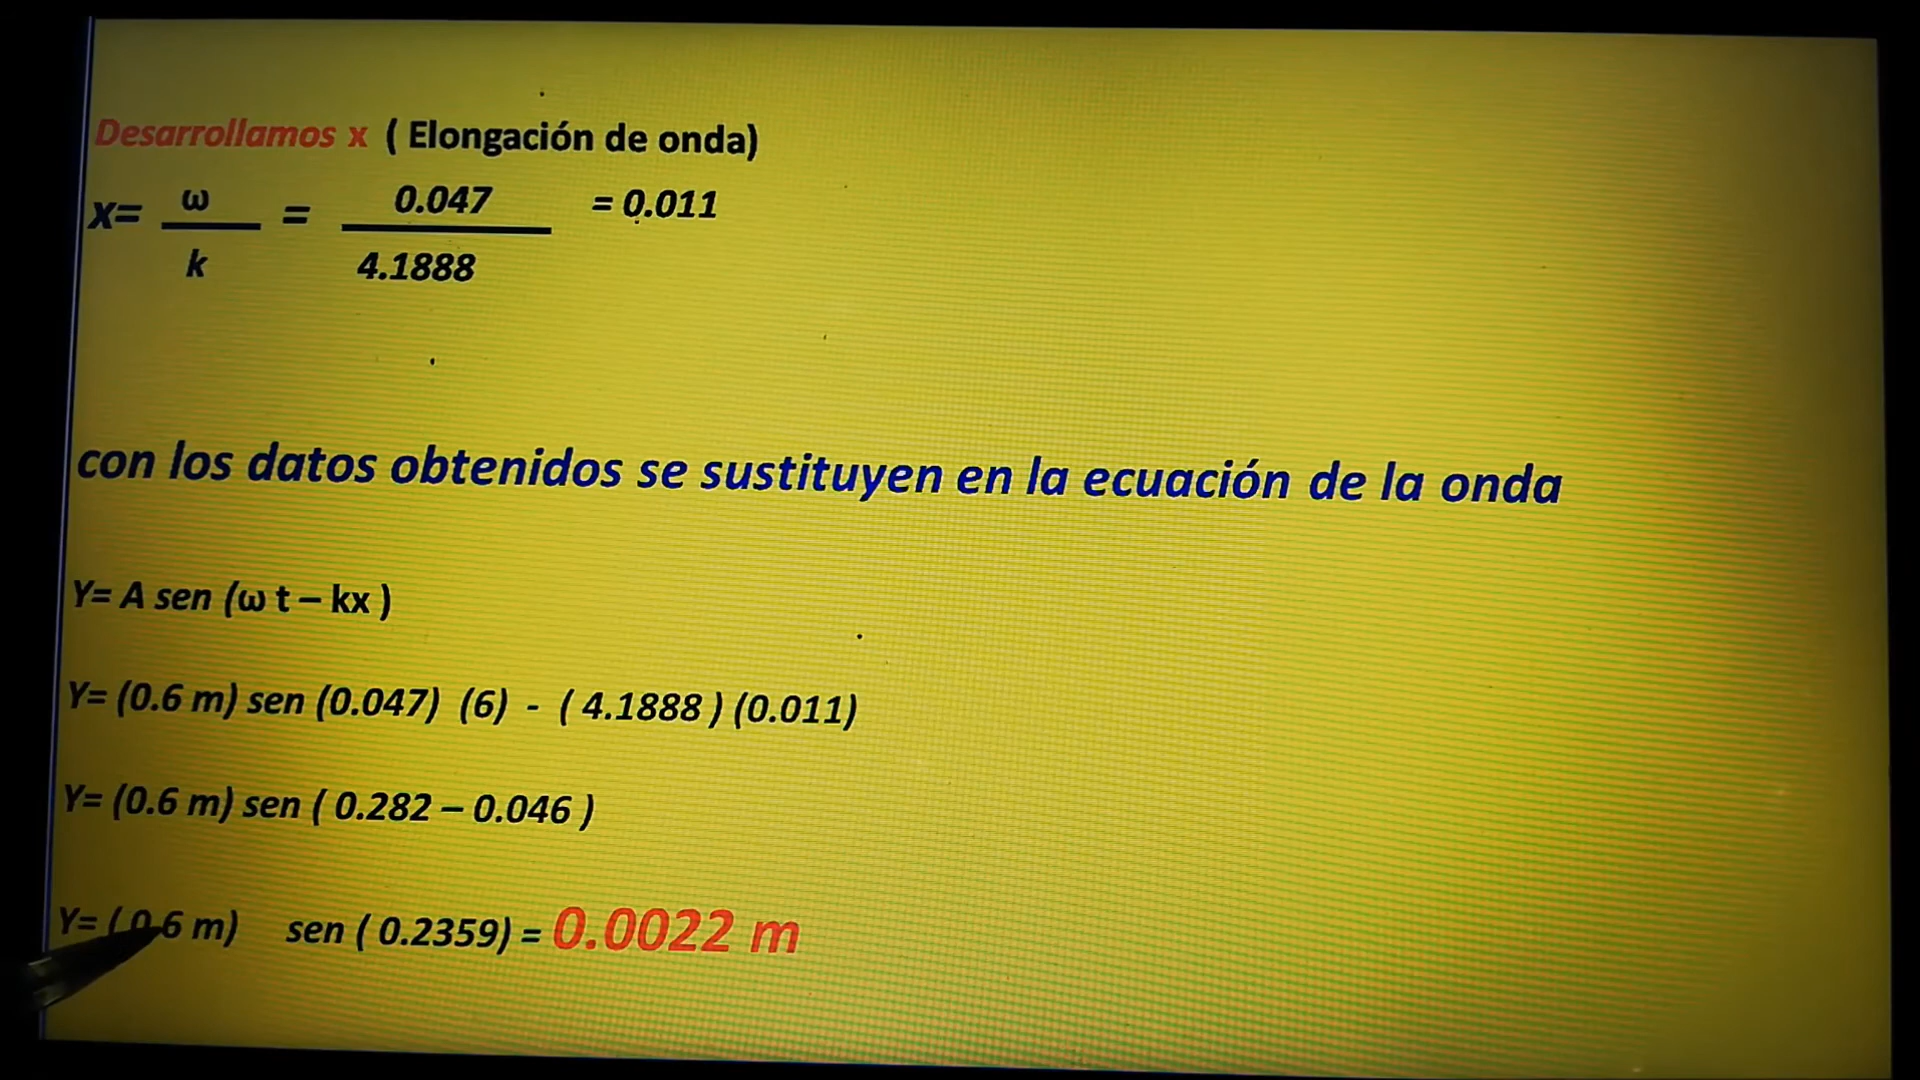 Desarrollamos x ( Elongación de onda)
x= ω / k = 0.047 / 4.1888 = 0.011
con los datos obtenidos se sustituyen en la ecuación de la onda
Y= A sen (ω t – kx )
Y= (0.6 m) sen (0.047) (6) - ( 4.1888 ) (0.011)
Y= (0.6 m) sen ( 0.282 – 0.046 )
Y= ( 0.6 m) sen ( 0.2359) = 0.0022 m